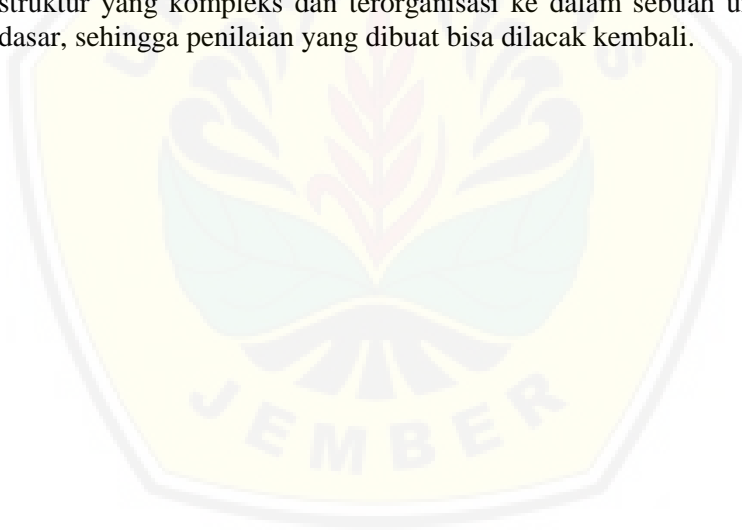 struktur yang kompleks dan terorganisasi ke dalam sebuah u
dasar, sehingga penilaian yang dibuat bisa dilacak kembali.
JEMBER